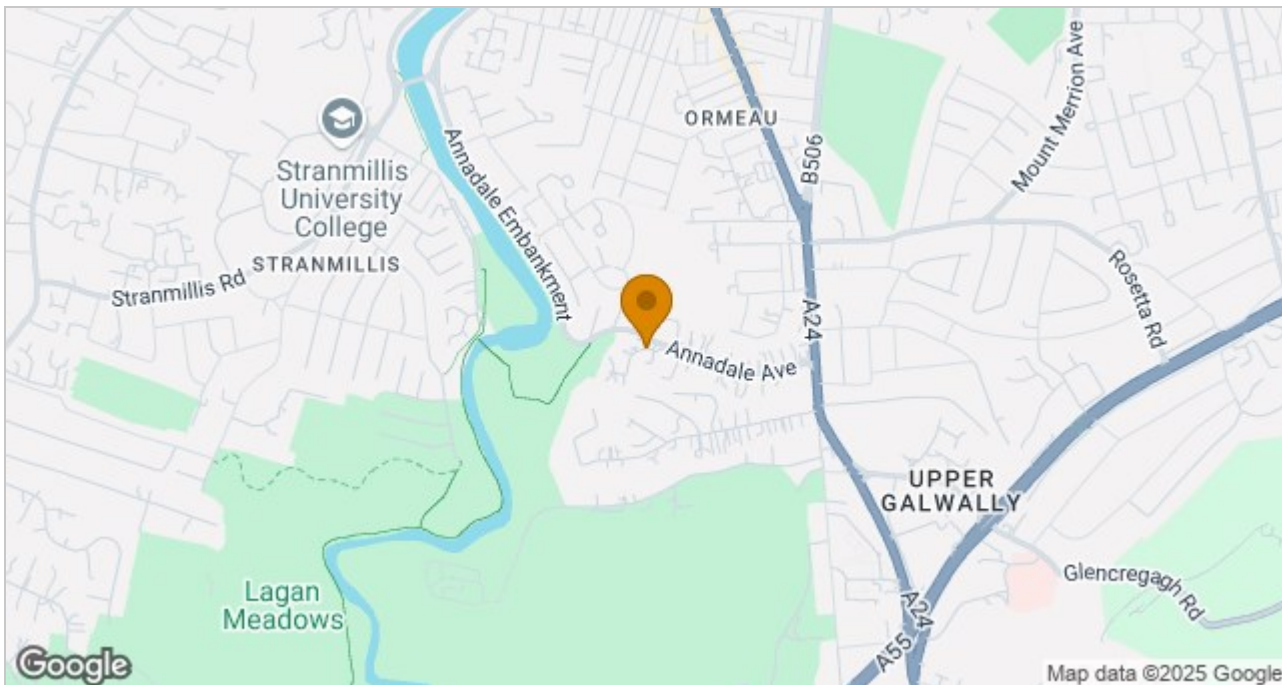 ORMEAU
Mount Merrion Ave
B506
Annadale Embankment
Stranmillis
University
College
STRANMILLIS
Stranmillis Rd
A24
Rosetta Rd
Annadale Ave
UPPER
GALWALLY
Glencregagh Rd
Lagan
Meadows
A24
A55
Google
Map data ©2025 Google